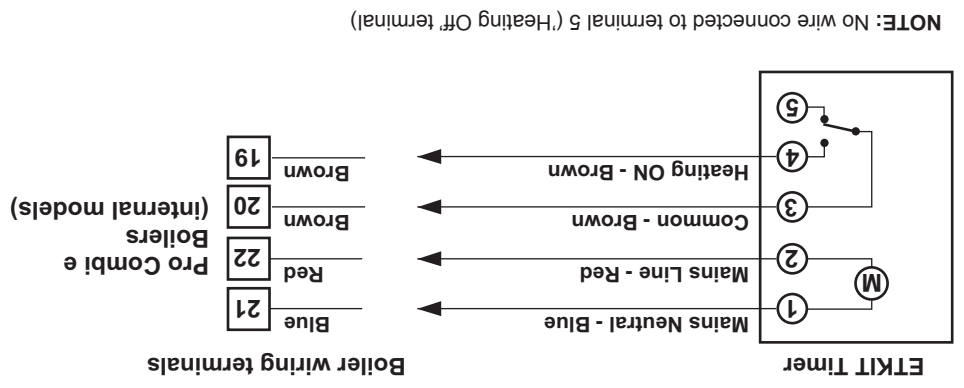 ETKIT Timer
Boiler wiring terminals
1 Mains Neutral - Blue
Blue 21
M
2 Mains Line - Red
Red 22
3 Common - Brown
Brown 20
4 Heating ON - Brown
Brown 19
5
Pro Combi e
Boilers
(internal models)
NOTE: No wire connected to terminal 5 ('Heating Off' terminal)